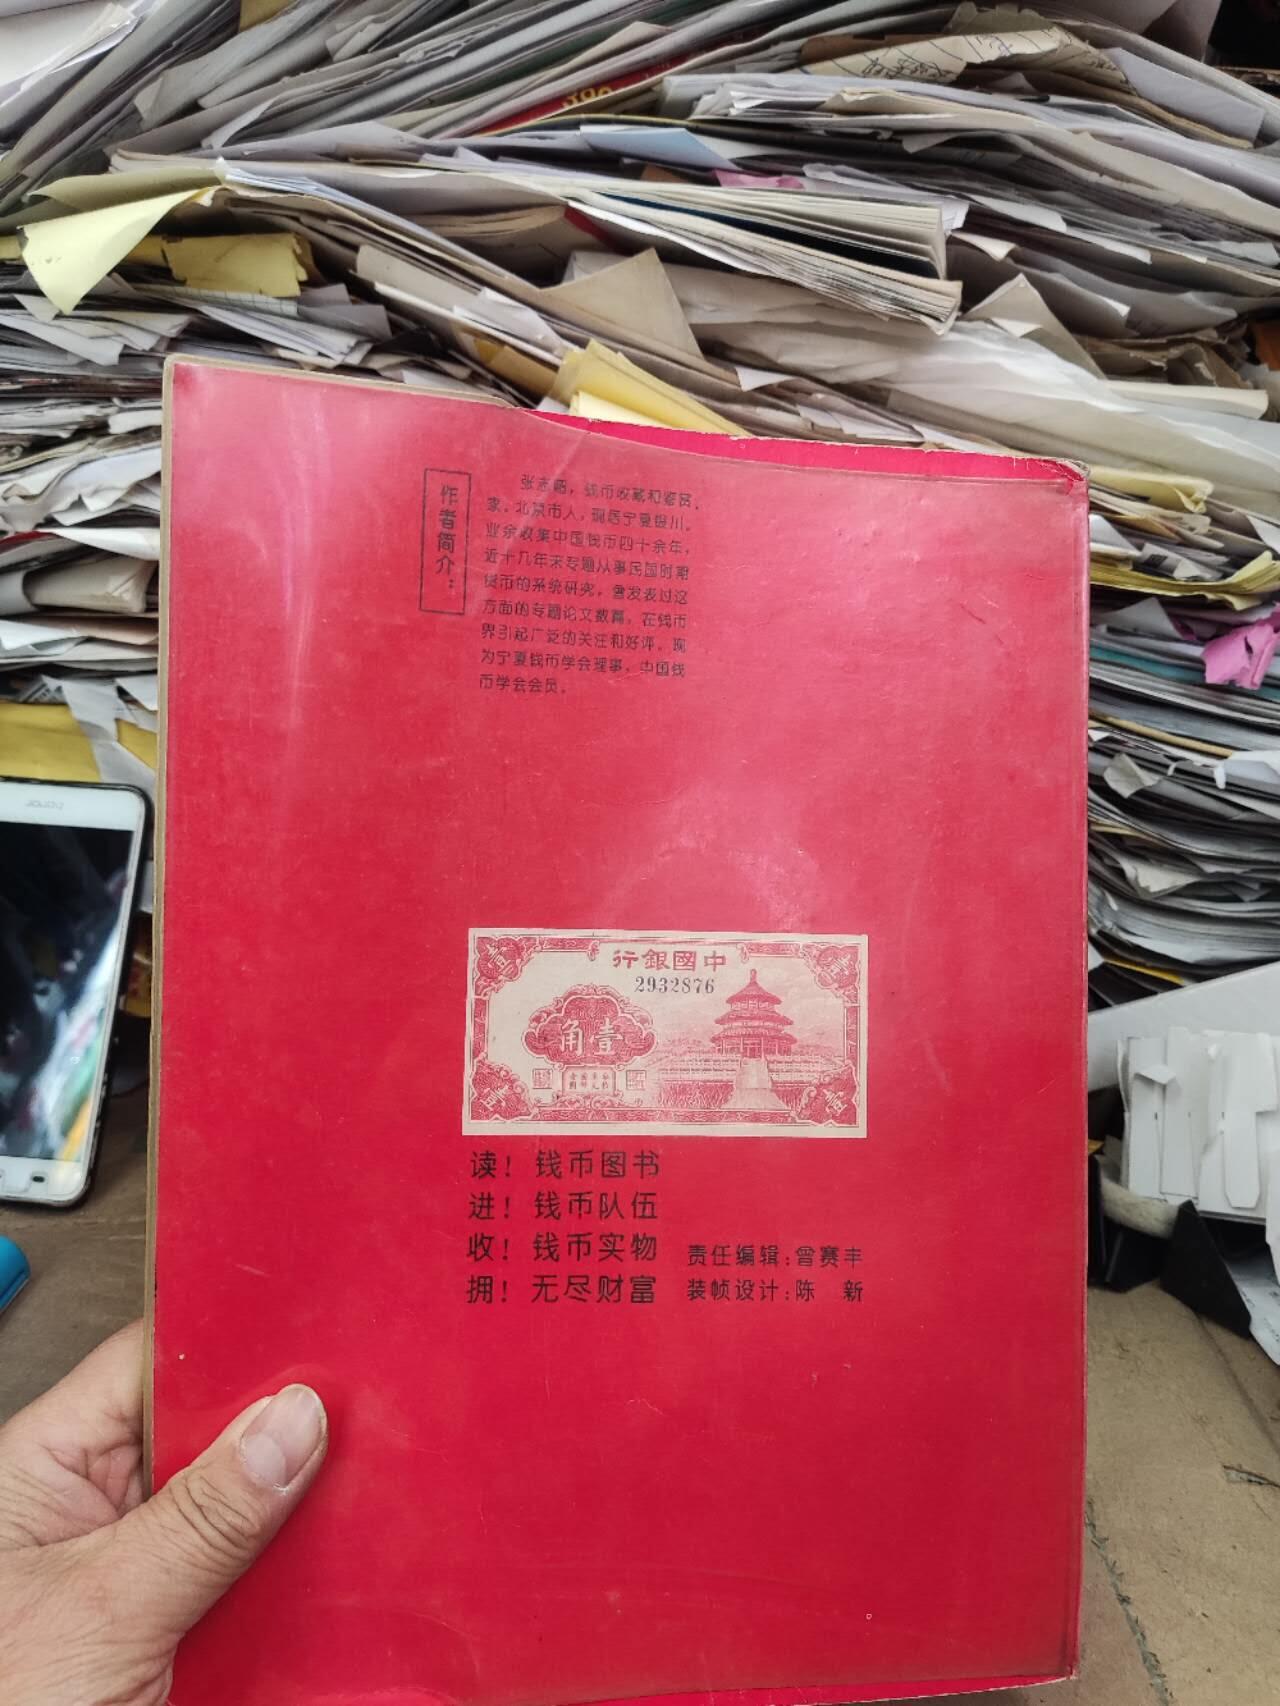 作者简介：
张志超，钱币收藏和鉴赏
家。北京市人，现居宁夏银川。
业余收集中国钱币四十余年，
近十几年来专题从事民国时期
货币的系统研究，曾发表过这
方面的专题论文数篇，在钱币
界引起广泛的关注和好评。现
为宁夏钱币学会理事，中国钱
币学会会员。
行銀國中
2932876
壹
壹
角壹
壹
壹
读！钱币图书
进！钱币队伍
收！钱币实物
责任编辑：曾赛丰
拥！无尽财富
装帧设计：陈 新